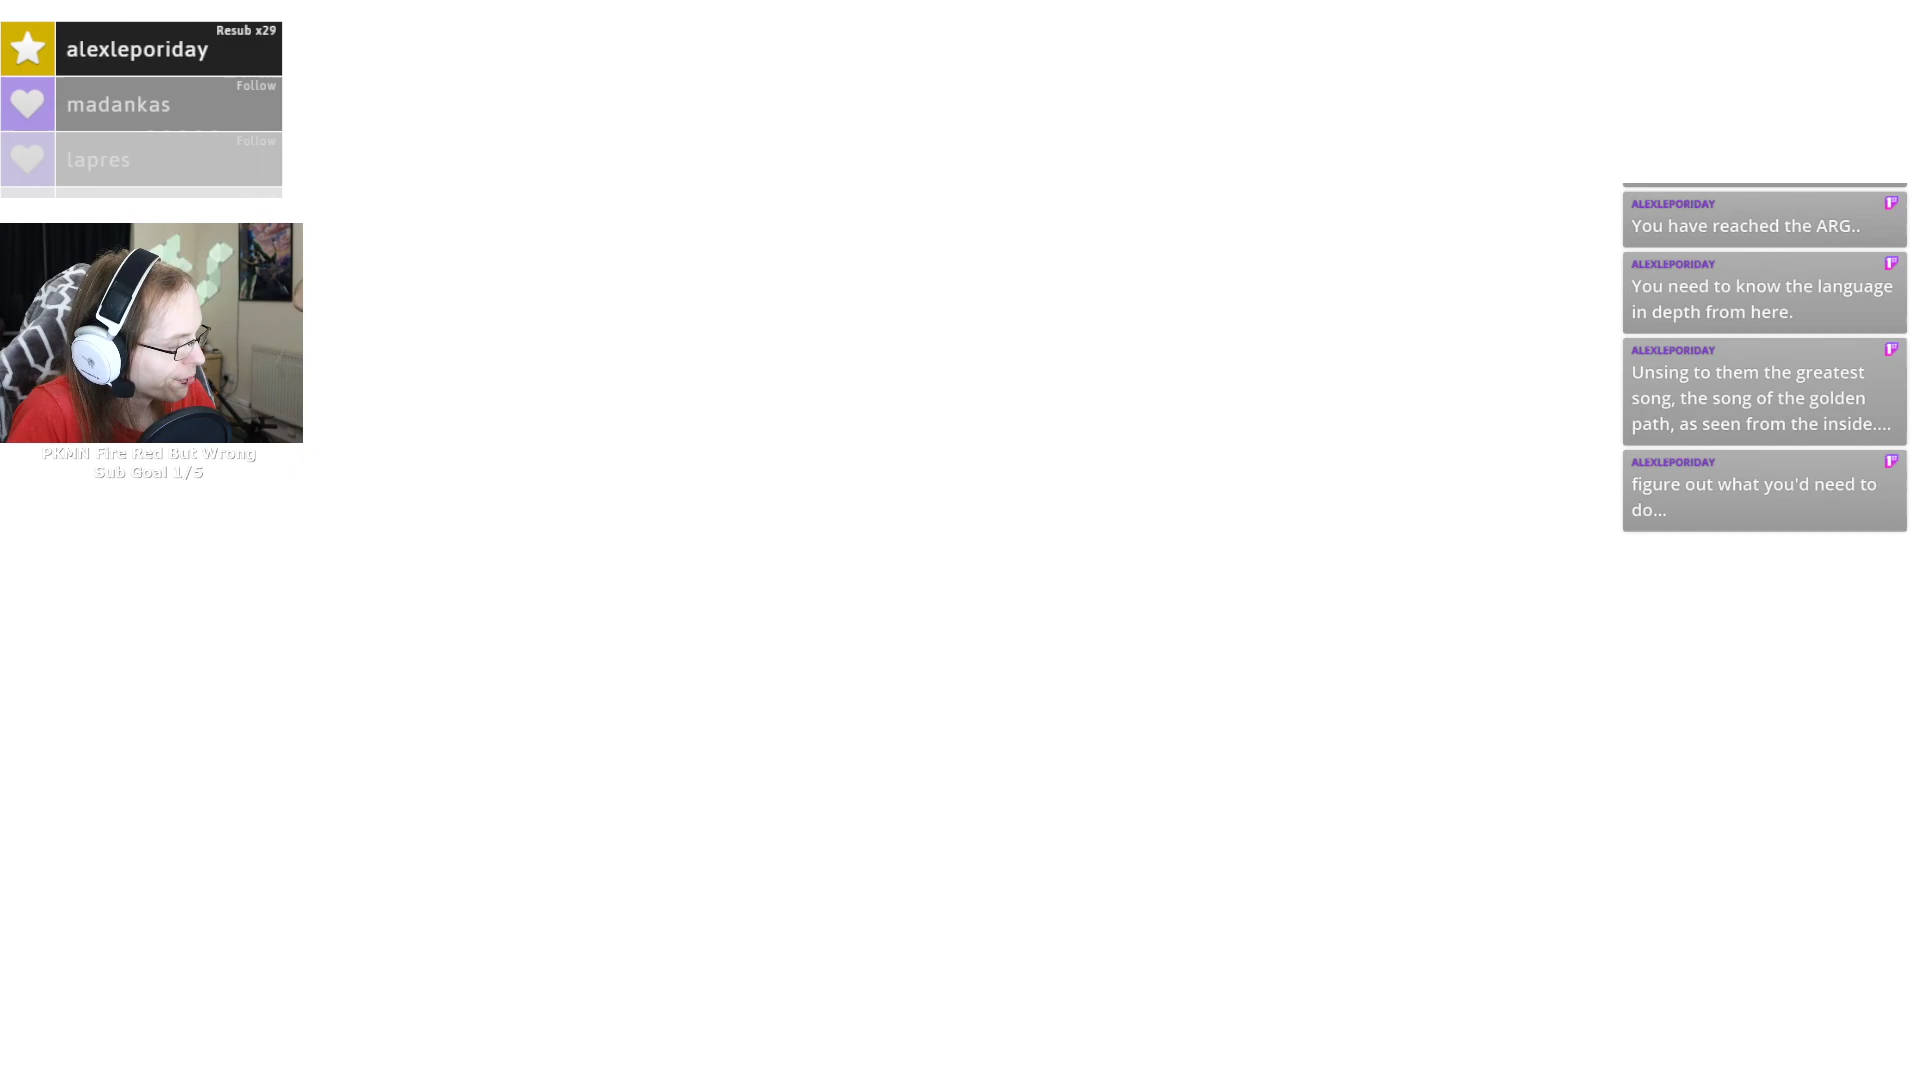 Resub x29
alexleporiday
Follow
madankas
Follow
lapres
PKMN Fire Red But Wrong
Sub Goal 1/5
ALEXLEPORIDAY
You have reached the ARG..
ALEXLEPORIDAY
You need to know the language
in depth from here.
ALEXLEPORIDAY
Unsing to them the greatest
song, the song of the golden
path, as seen from the inside....
ALEXLEPORIDAY
figure out what you'd need to
do...